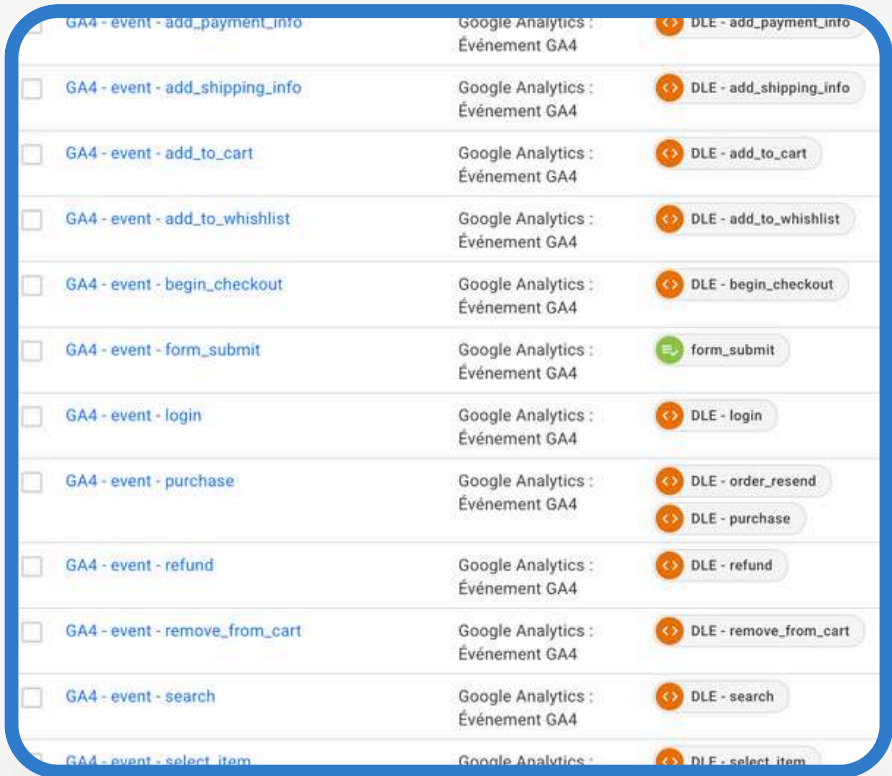 GA4 - event - add_payment_info
Google Analytics :
Événement GA4
DLE - add_payment_info
GA4 - event - add_shipping_info
Google Analytics :
Événement GA4
DLE - add_shipping_info
GA4 - event - add_to_cart
Google Analytics :
Événement GA4
DLE - add_to_cart
GA4 - event - add_to_whishlist
Google Analytics :
Événement GA4
DLE - add_to_whishlist
GA4 - event - begin_checkout
Google Analytics :
Événement GA4
DLE - begin_checkout
GA4 - event - form_submit
Google Analytics :
Événement GA4
form_submit
GA4 - event - login
Google Analytics :
Événement GA4
DLE - login
GA4 - event - purchase
Google Analytics :
Événement GA4
DLE - order_resend
DLE - purchase
GA4 - event - refund
Google Analytics :
Événement GA4
DLE - refund
GA4 - event - remove_from_cart
Google Analytics :
Événement GA4
DLE - remove_from_cart
GA4 - event - search
Google Analytics :
Événement GA4
DLE - search
GA4 - event - select_item
Google Analytics :
DLE - select_item